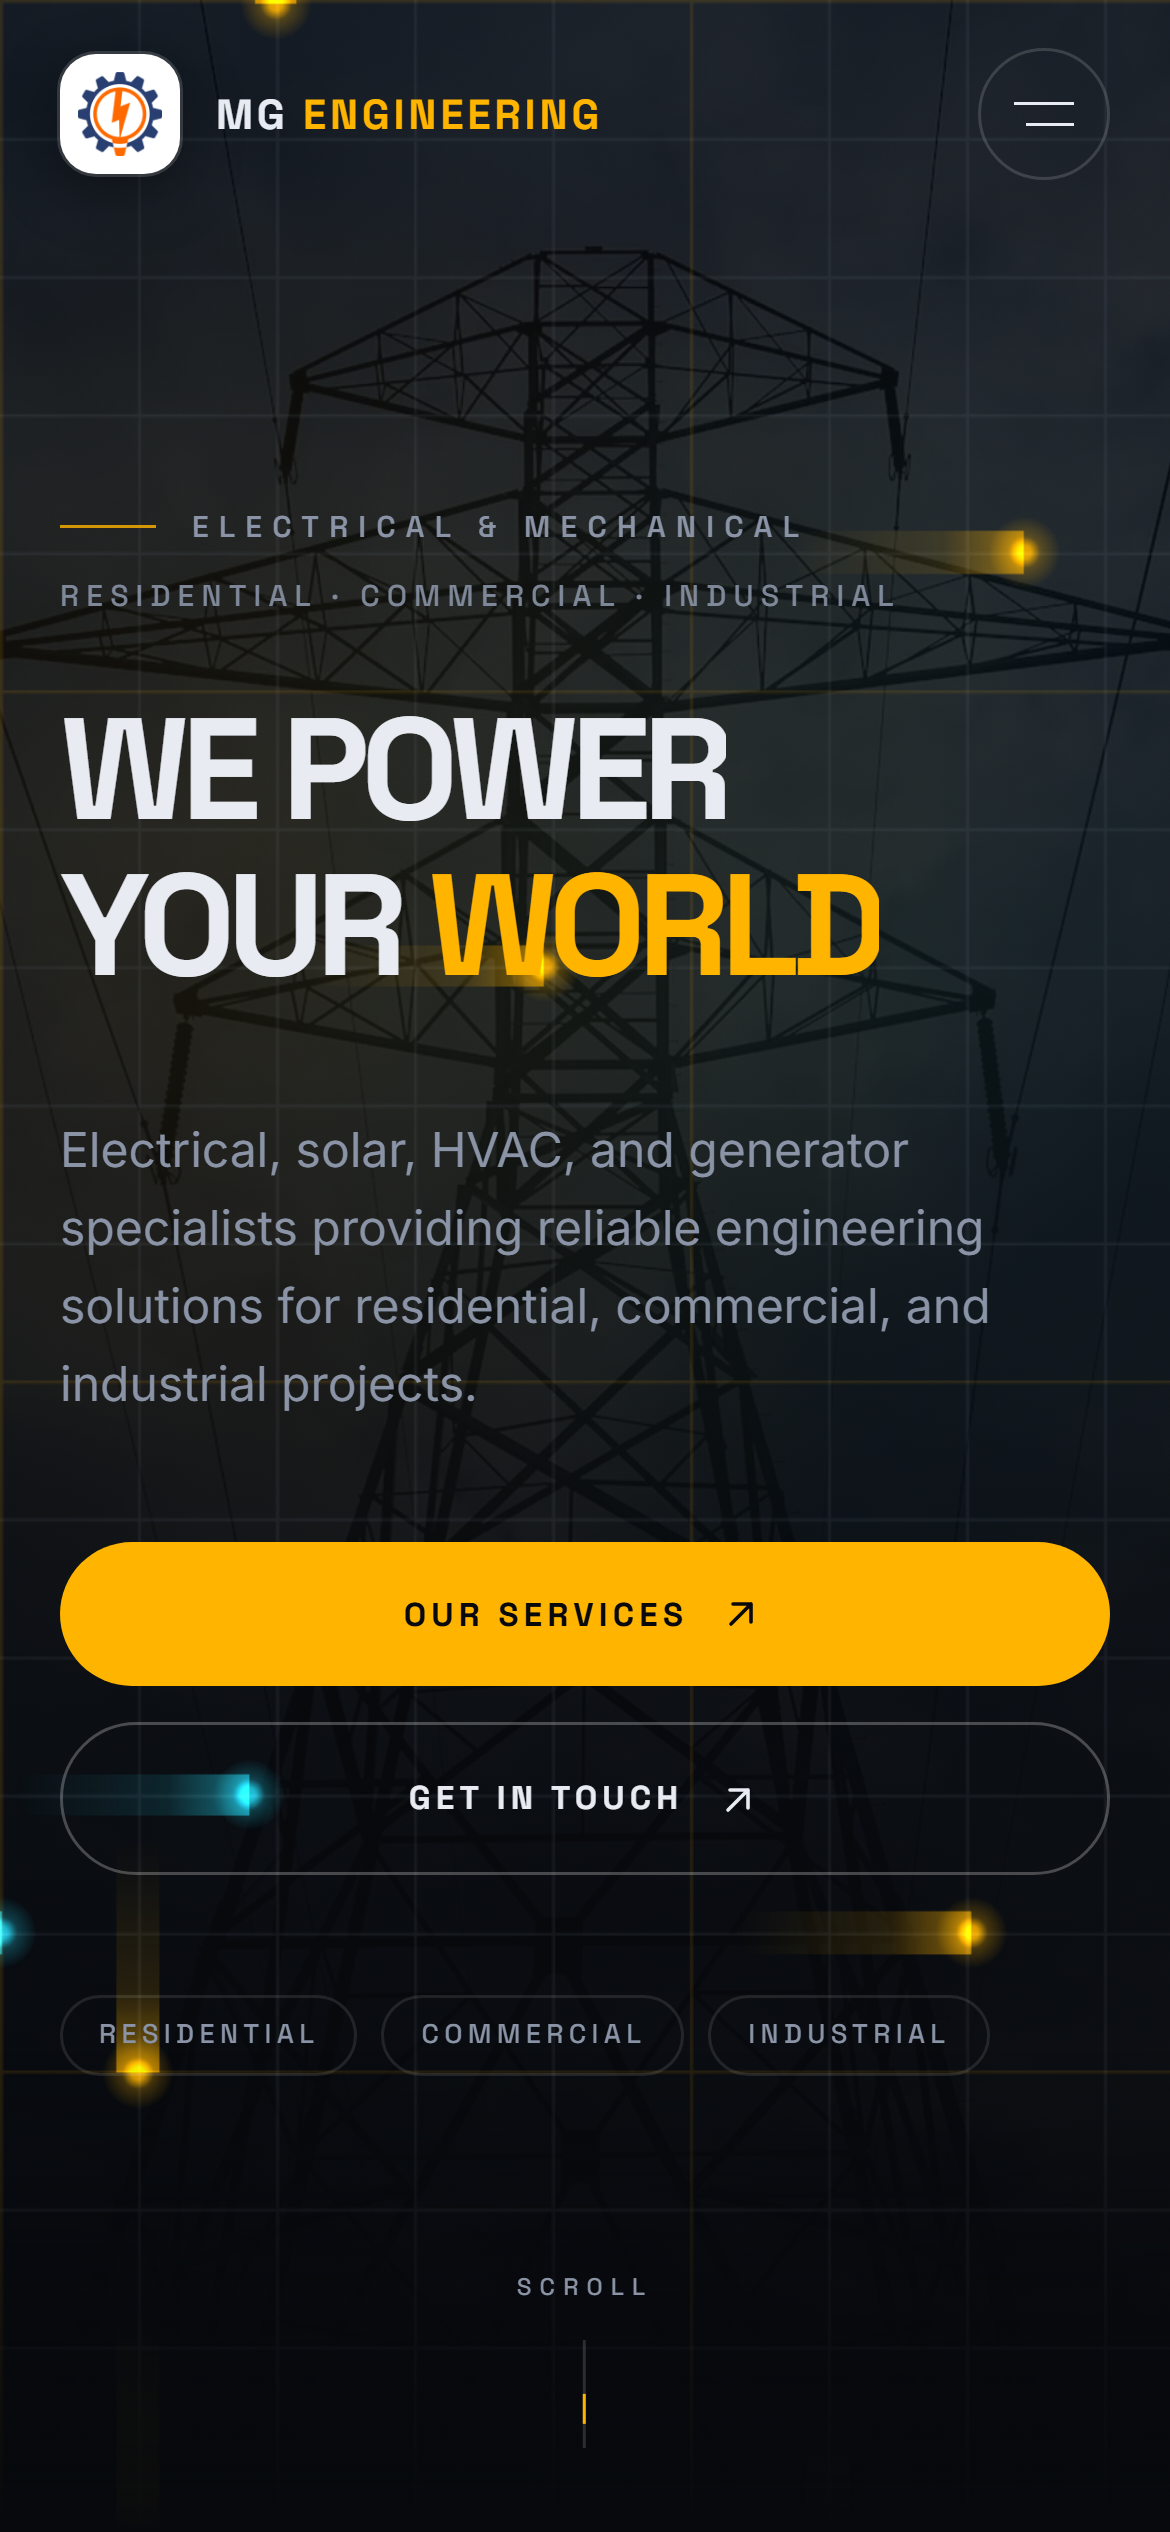 MG ENGINEERING
ELECTRICAL & MECHANICAL
RESIDENTIAL · COMMERCIAL · INDUSTRIAL
WE POWER
YOUR WORLD
Electrical, solar, HVAC, and generator
specialists providing reliable engineering
solutions for residential, commercial, and
industrial projects.
OUR SERVICES
GET IN TOUCH
RESIDENTIAL COMMERCIAL INDUSTRIAL
SCROLL